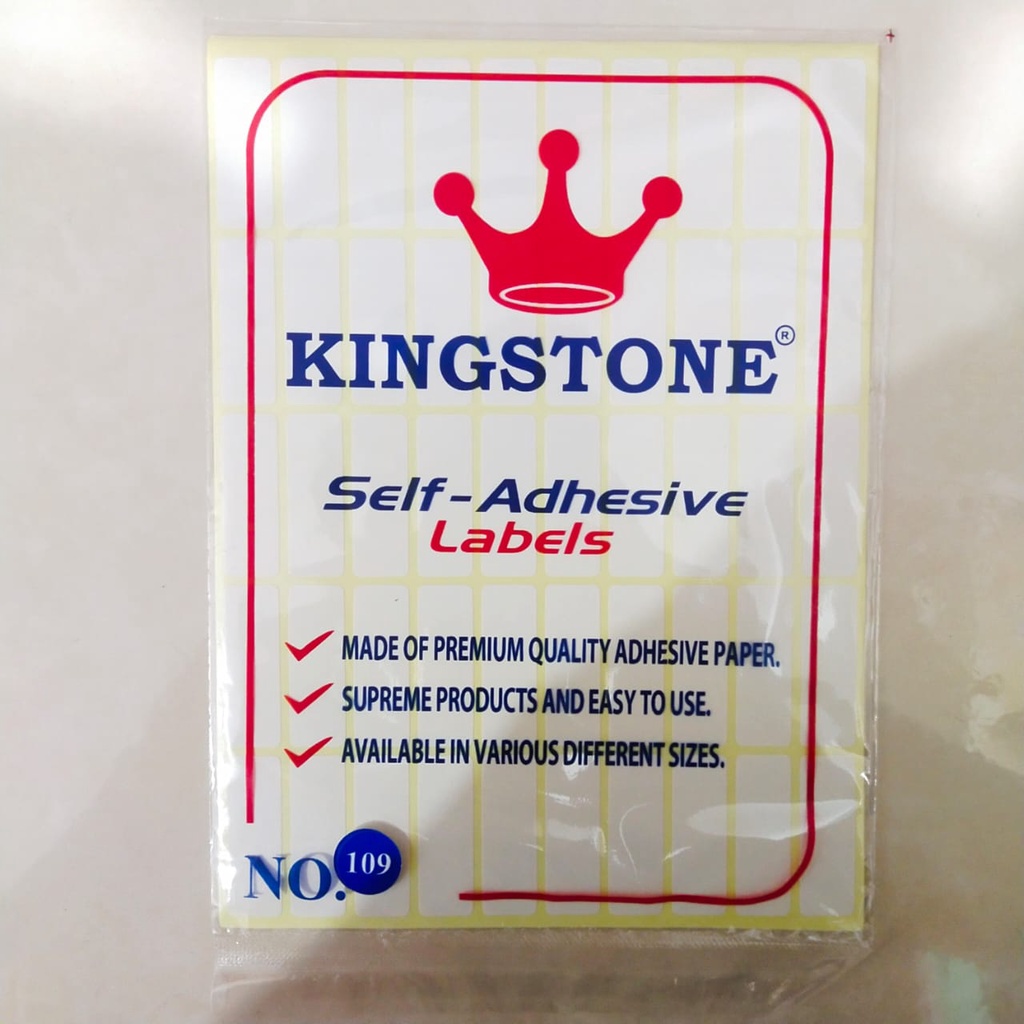 KINGSTONE®
Self-Adhesive
Labels
MADE OF PREMIUM QUALITY ADHESIVE PAPER.
SUPREME PRODUCTS AND EASY TO USE.
AVAILABLE IN VARIOUS DIFFERENT SIZES.
NO. 109